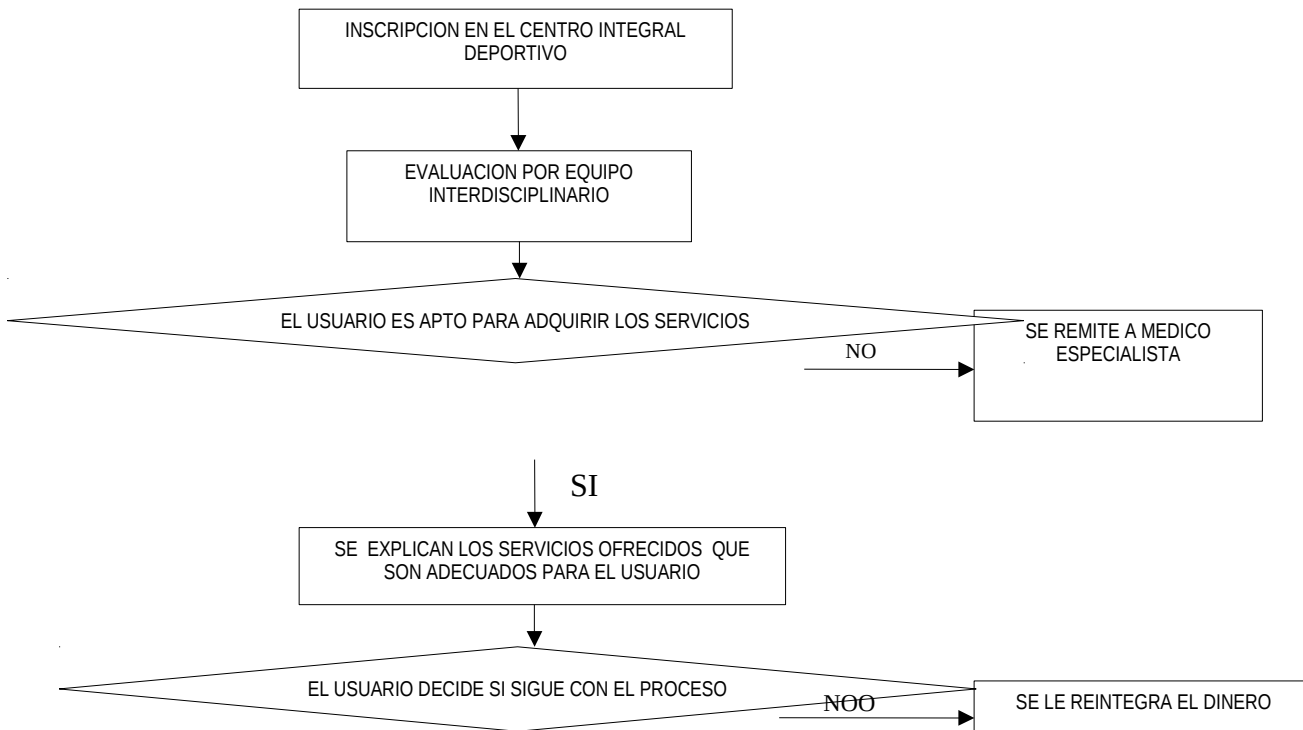 INSCRIPCION EN EL CENTRO INTEGRAL
DEPORTIVO
EVALUACION POR EQUIPO
INTERDISCIPLINARIO
EL USUARIO ES APTO PARA ADQUIRIR LOS SERVICIOS
SE REMITE A MEDICO
ESPECIALISTA
NO
SI
SE EXPLICAN LOS SERVICIOS OFRECIDOS QUE
SON ADECUADOS PARA EL USUARIO
EL USUARIO DECIDE SI SIGUE CON EL PROCESO
NOO
SE LE REINTEGRA EL DINERO